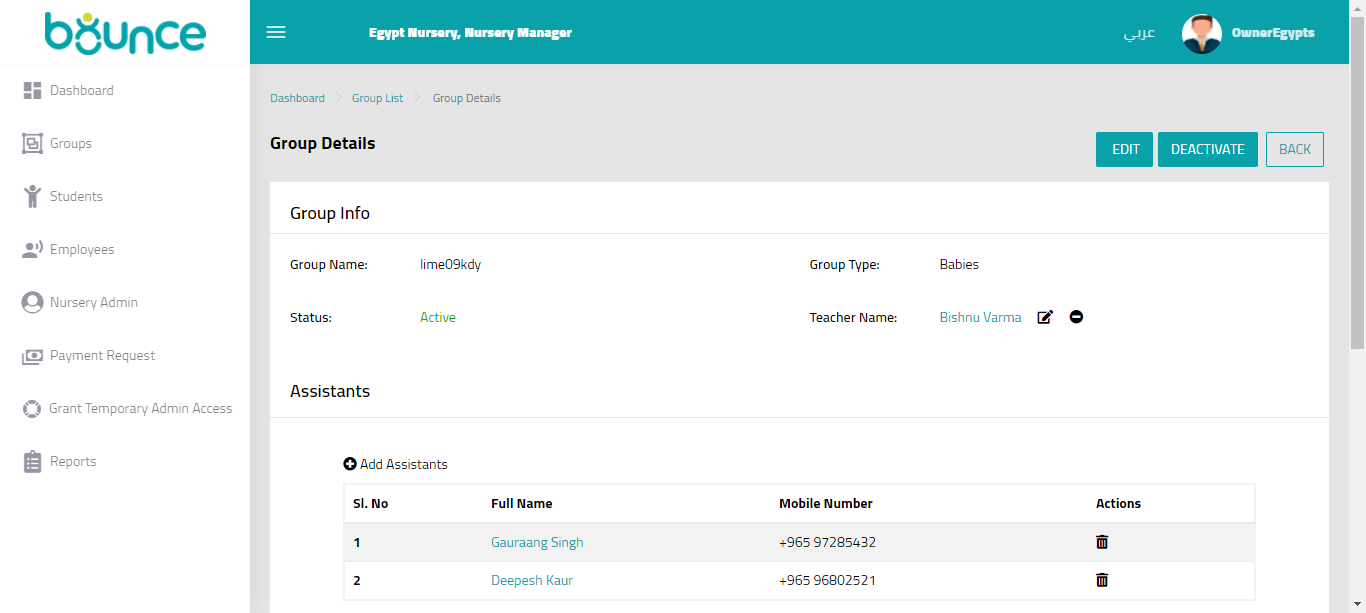 bounce
Egypt Nursery, Nursery Manager
عربي
OwnerEgypts
Dashboard
Groups
Students
Employees
Nursery Admin
Payment Request
Grant Temporary Admin Access
Reports
Dashboard Group List Group Details
Group Details
EDIT DEACTIVATE BACK
Group Info
Group Name: lime09kdy Group Type: Babies
Status: Active Teacher Name: Bishnu Varma
Assistants
Add Assistants
Sl. No Full Name Mobile Number Actions
1 Gauraang Singh +965 97285432
2 Deepesh Kaur +965 96802521